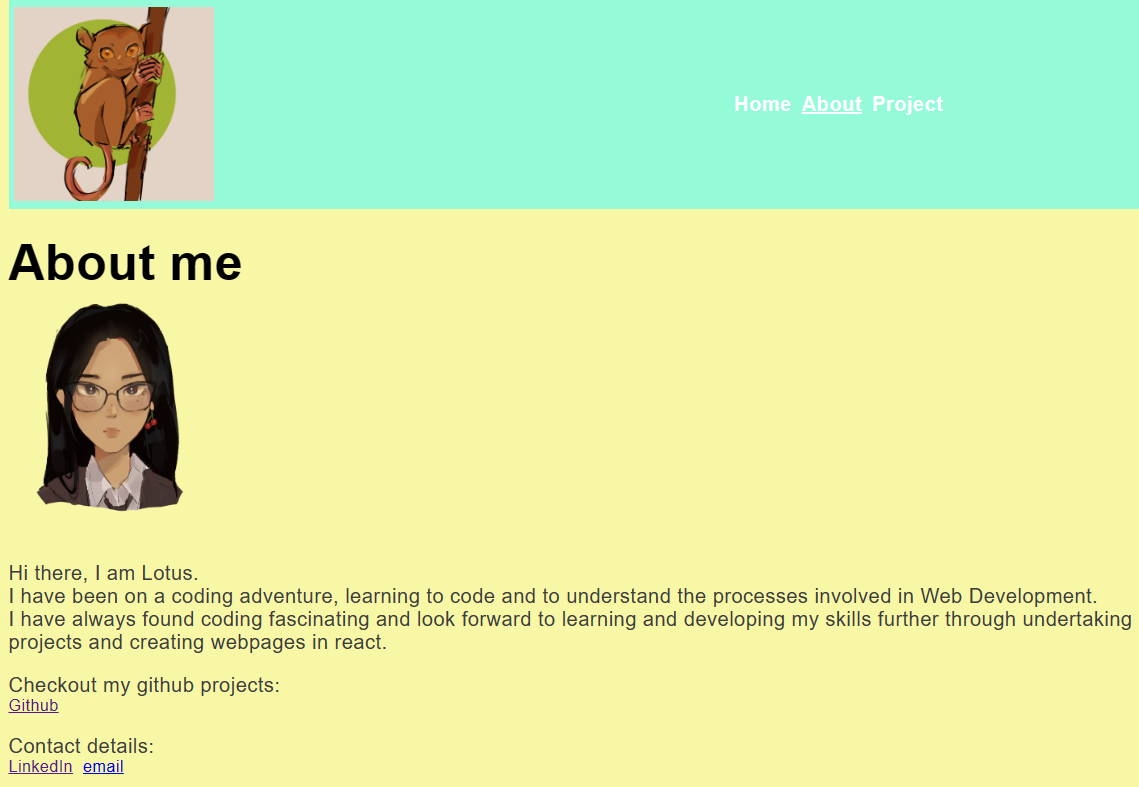 Home About Project
About me
Hi there, I am Lotus.
I have been on a coding adventure, learning to code and to understand the processes involved in Web Development.
I have always found coding fascinating and look forward to learning and developing my skills further through undertaking
projects and creating webpages in react.
Checkout my github projects:
Github
Contact details:
LinkedIn email